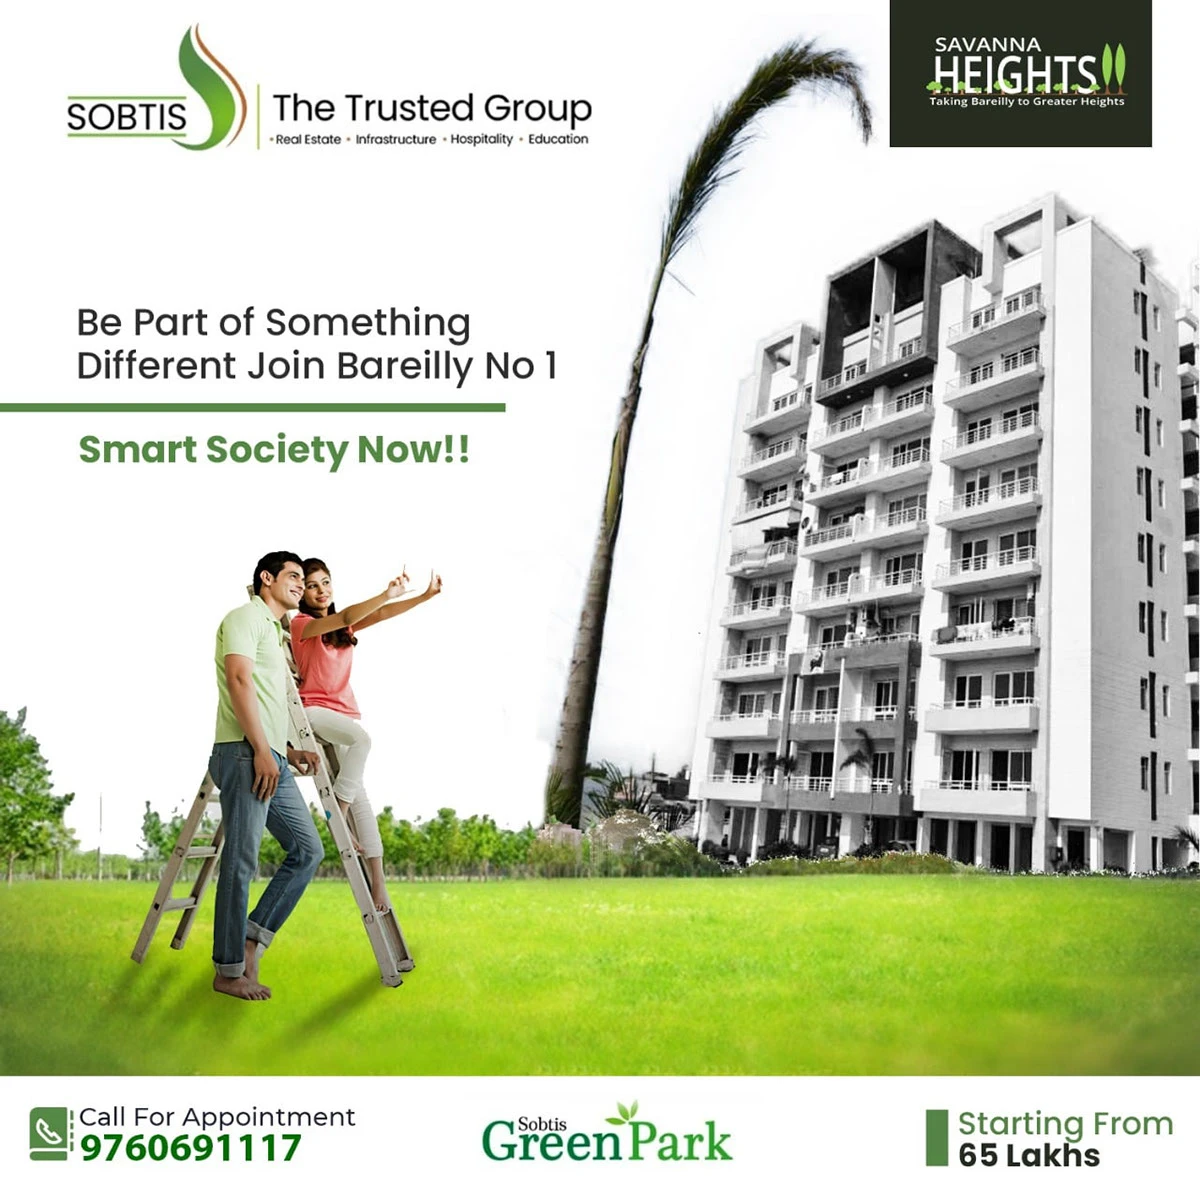 SOBTIS
The Trusted Group
• Real Estate • Infrastructure • Hospitality • Education
SAVANNA
HEIGHTS
Taking Bareilly to Greater Heights
Be Part of Something
Different Join Bareilly No 1
Smart Society Now!!
Call For Appointment
9760691117
Sobtis
Green Park
Starting From
65 Lakhs